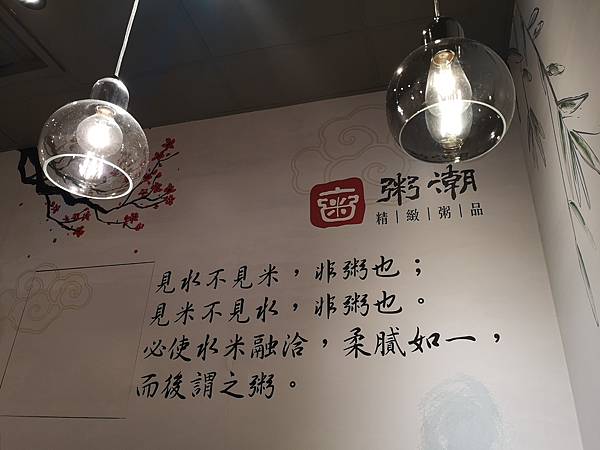 粥潮
精|緻|粥|品
見水不見米，非粥也；
見米不見水，非粥也。
必使水米融洽，柔膩如一，
而後謂之粥。